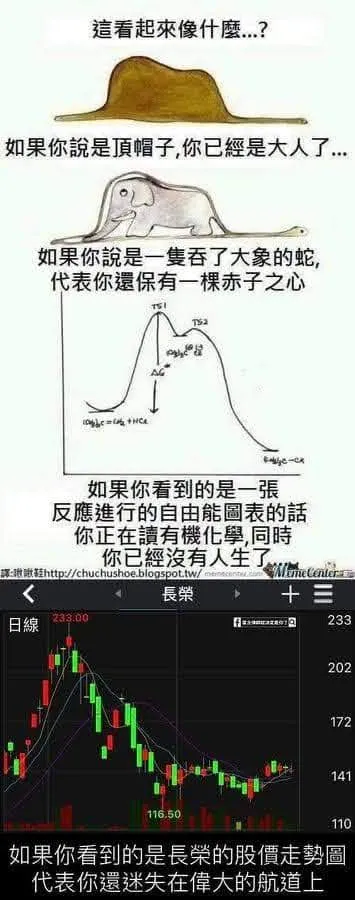 這看起來像什麼...?
如果你說是頂帽子,你已經是大人了...
如果你說是一隻吞了大象的蛇,
代表你還保有一棵赤子之心
TS1
TS2
ΔG*
如果你看到的是一張
反應進行的自由能圖表的話
你正在讀有機化學,同時
你已經沒有人生了
譯:啾啾鞋http://chuchushoe.blogspot.tw/ memecenter.com MemeCenter
長榮
日線
233.00
233
202
172
141
116.50
110
如果你看到的是長榮的股價走勢圖
代表你還迷失在偉大的航道上